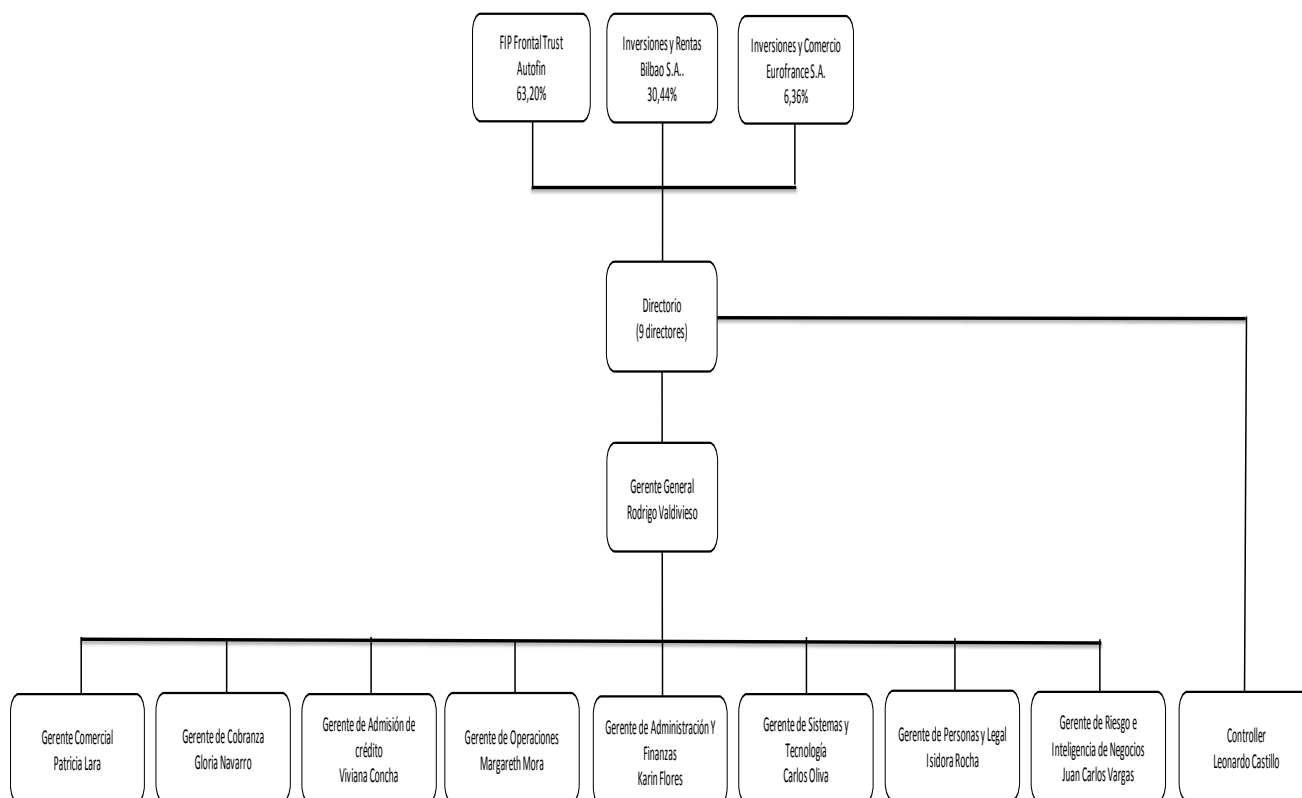 FIP Frontal Trust
Autofin
63,20%
Inversiones y Rentas
Bilbao S.A..
30,44%
Inversiones y Comercio
Eurofrance S.A.
6,36%
Directorio
(9 directores)
Gerente General
Rodrigo Valdivieso
Gerente Comercial
Patricia Lara
Gerente de Cobranza
Gloria Navarro
Gerente de Admisión de
crédito
Viviana Concha
Gerente de Operaciones
Margareth Mora
Gerente de Administración Y
Finanzas
Karin Flores
Gerente de Sistemas y
Tecnología
Carlos Oliva
Gerente de Personas y Legal
Isidora Rocha
Gerente de Riesgo e
Inteligencia de Negocios
Juan Carlos Vargas
Controller
Leonardo Castillo